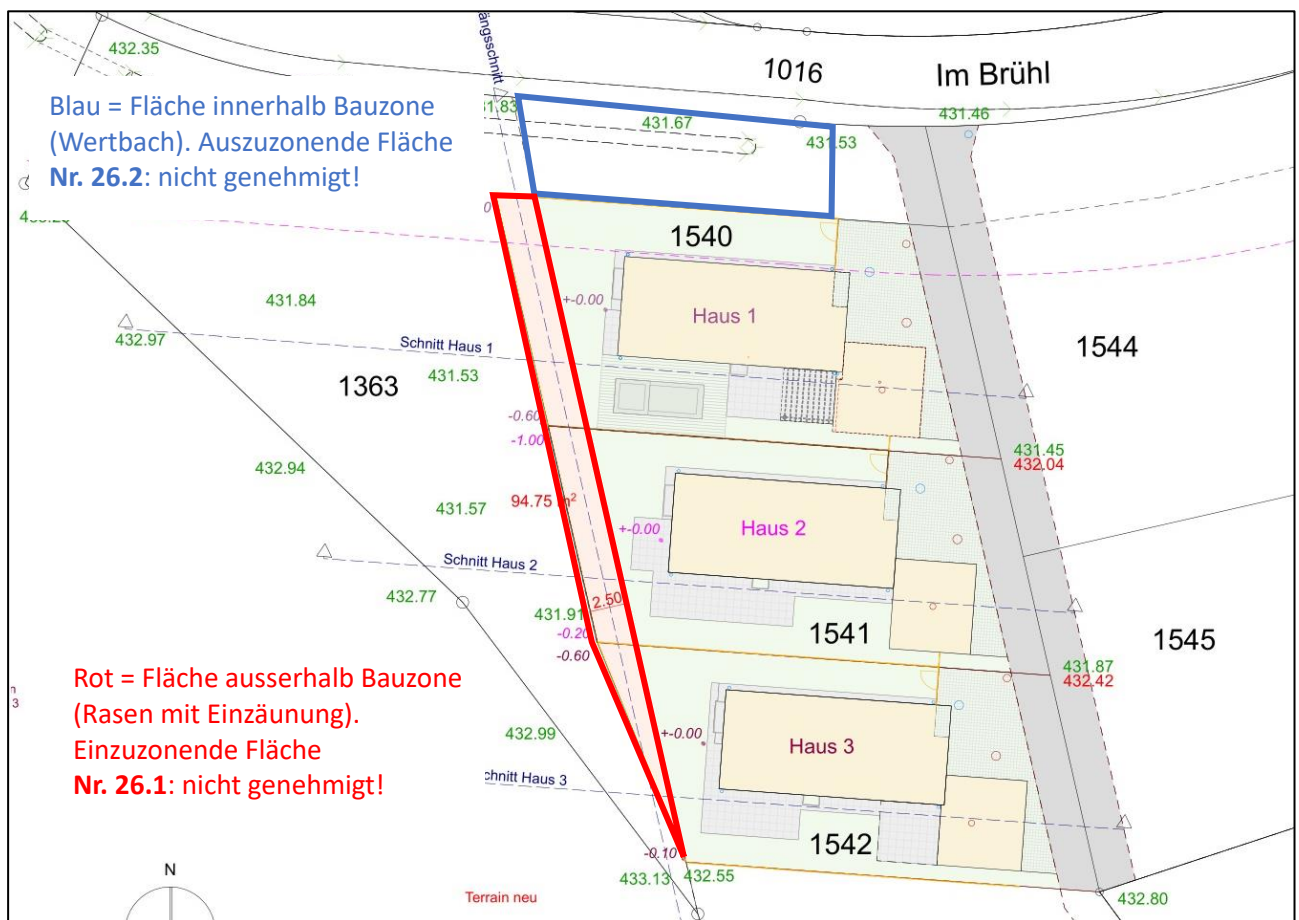 432.35
ängsschnitt
1016
Im Brühl
431.46
Blau = Fläche innerhalb Bauzone
(Wertbach). Auszuzonende Fläche
Nr. 26.2: nicht genehmigt!
431.67
431.53
1540
431.84
+-0.00
Haus 1
432.97
Schnitt Haus 1
1544
1363
431.53
-0.60
-1.00
431.45
432.04
432.94
431.57
94.75 m²
+-0.00
Haus 2
Schnitt Haus 2
432.77
431.91
2.50
-0.20
-0.60
1541
1545
431.87
432.42
Rot = Fläche ausserhalb Bauzone
(Rasen mit Einzäunung).
Einzuzonende Fläche
Nr. 26.1: nicht genehmigt!
3
432.99
+-0.00
Haus 3
chnitt Haus 3
1542
-0.10
433.13
432.55
N
Terrain neu
432.80